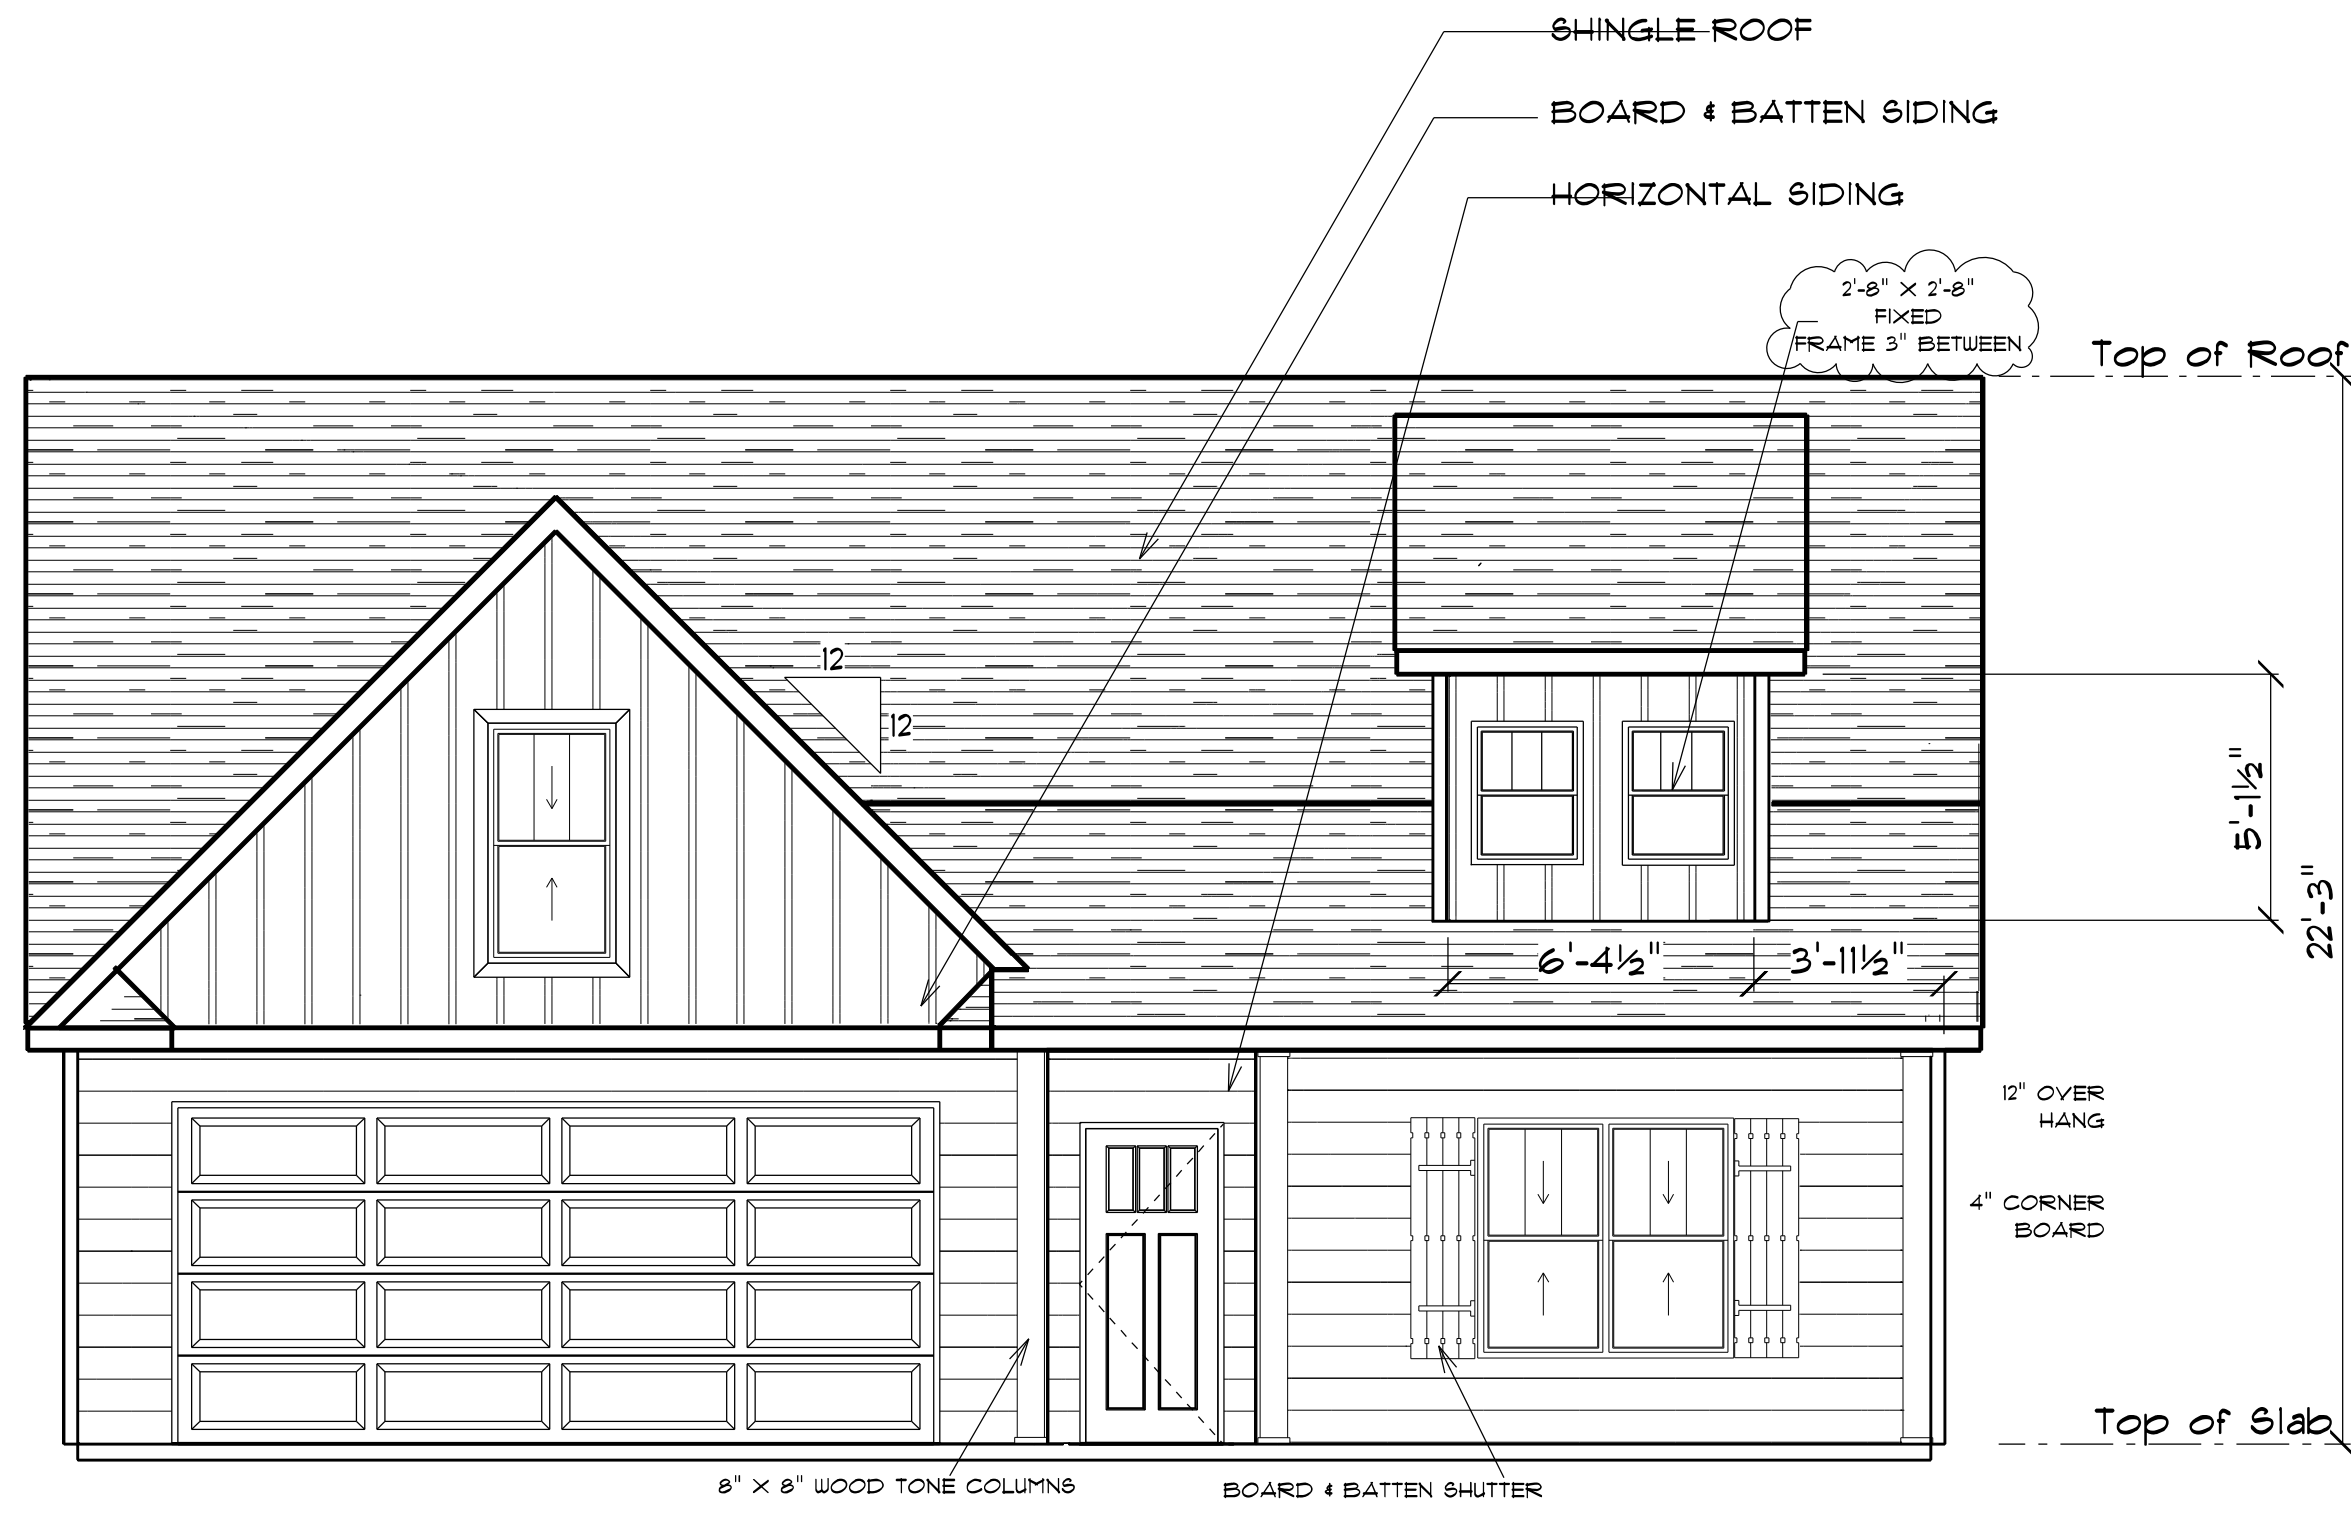 SHINGLE ROOF
BOARD & BATTEN SIDING
HORIZONTAL SIDING
2'-8" X 2'-8"
FIXED
FRAME 3" BETWEEN
Top of Roof
12
12
5'-1½"
22'-3"
6'-4½"
3'-11½"
12" OVER
HANG
4" CORNER
BOARD
Top of Slab
8" X 8" WOOD TONE COLUMNS
BOARD & BATTEN SHUTTER